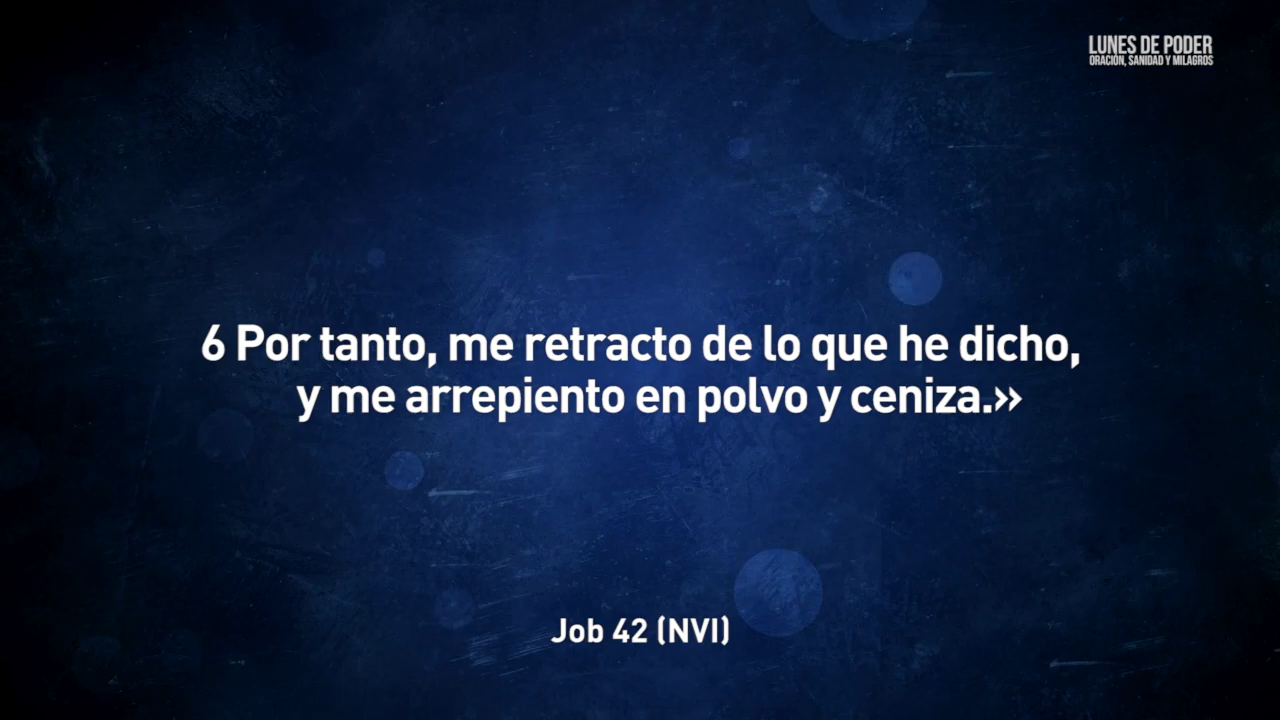 LUNES DE PODER
ORACIÓN, SANIDAD Y MILAGROS
6 Por tanto, me retracto de lo que he dicho,
y me arrepiento en polvo y ceniza.»
Job 42 (NVI)